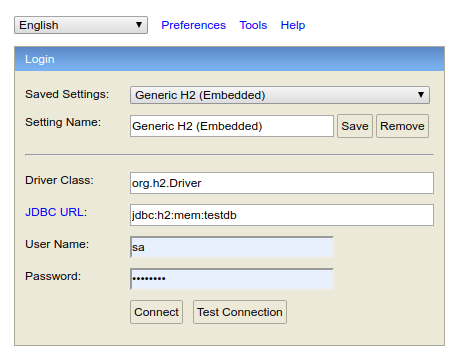 English Preferences Tools Help
Login
Saved Settings: Generic H2 (Embedded)
Setting Name: Generic H2 (Embedded) Save Remove
Driver Class: org.h2.Driver
JDBC URL: jdbc:h2:mem:testdb
User Name: sa
Password: ••••••••
Connect Test Connection